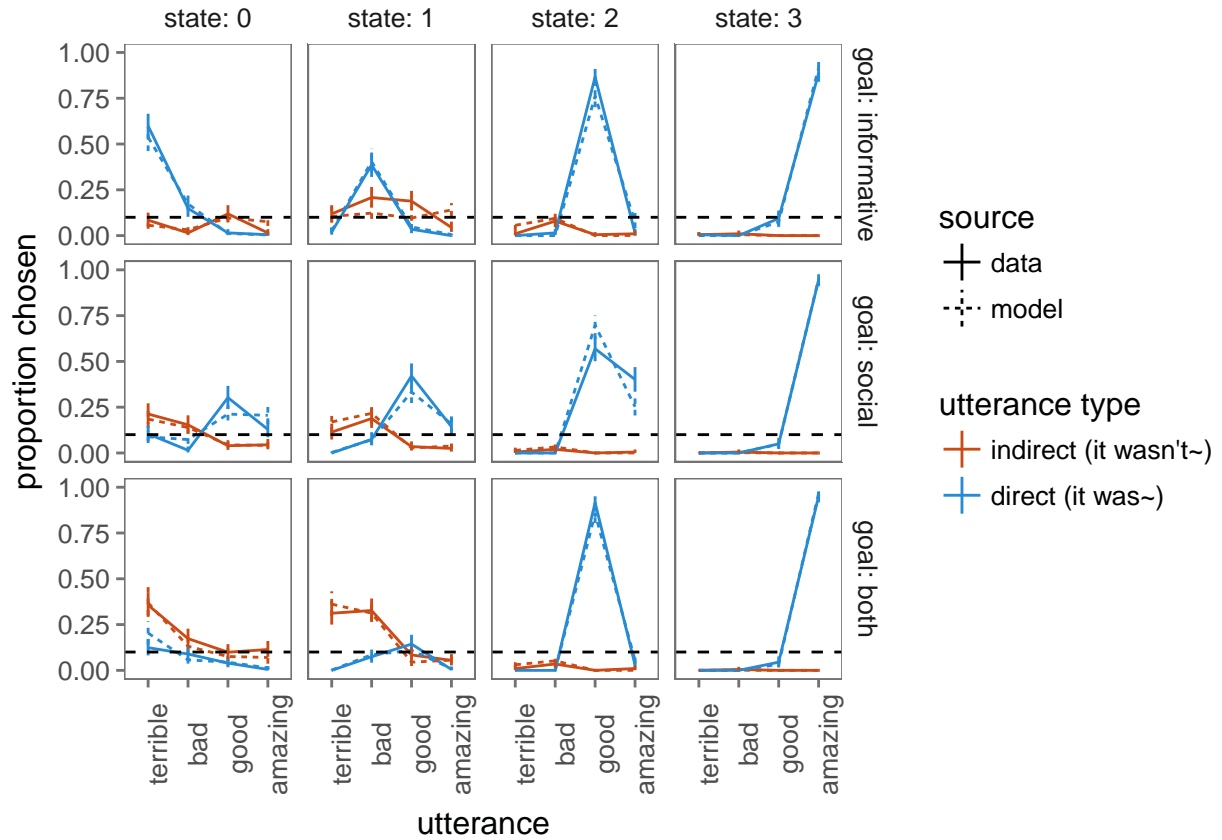 state: 0
state: 1
state: 2
state: 3
1.00
0.75
0.50
0.25
0.00
goal: informative
1.00
0.75
0.50
0.25
0.00
goal: social
1.00
0.75
0.50
0.25
0.00
goal: both
proportion chosen
terrible
bad
good
amazing
terrible
bad
good
amazing
terrible
bad
good
amazing
terrible
bad
good
amazing
utterance
source
data
model
utterance type
indirect (it wasn't~)
direct (it was~)